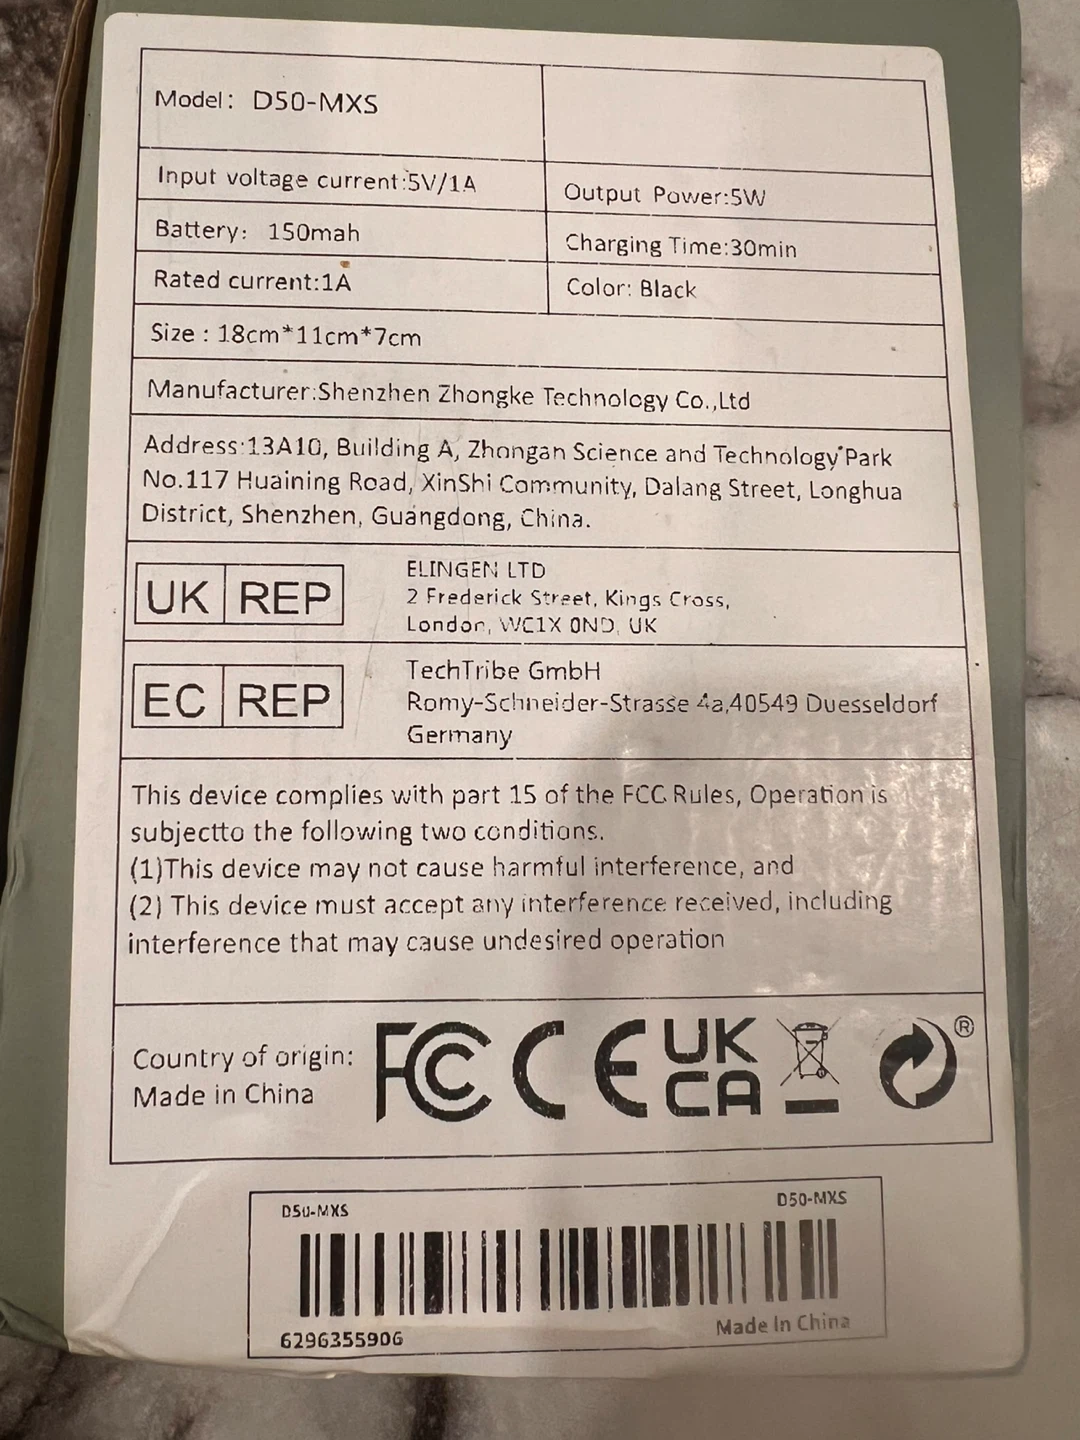 Model: D50-MXS
Input voltage current:5V/1A
Output Power:5W
Battery: 150mah
Charging Time:30min
Rated current:1A
Color: Black
Size : 18cm*11cm*7cm
Manufacturer:Shenzhen Zhongke Technology Co.,Ltd
Address:13A10, Building A, Zhongan Science and Technology Park
No.117 Huaining Road, XinShi Community, Dalang Street, Longhua
District, Shenzhen, Guangdong, China.
UK REP
ELINGEN LTD
2 Frederick Street, Kings Cross,
London, WC1X 0ND, UK
EC REP
TechTribe GmbH
Romy-Schneider-Strasse 4a,40549 Duesseldorf
Germany
This device complies with part 15 of the FCC Rules, Operation is
subjectto the following two conditions.
(1)This device may not cause harmful interference, and
(2) This device must accept any interference received, including
interference that may cause undesired operation
Country of origin:
Made in China
FC CE UK
CA ®
D50-MXS
D50-MXS
6296355906
Made In China